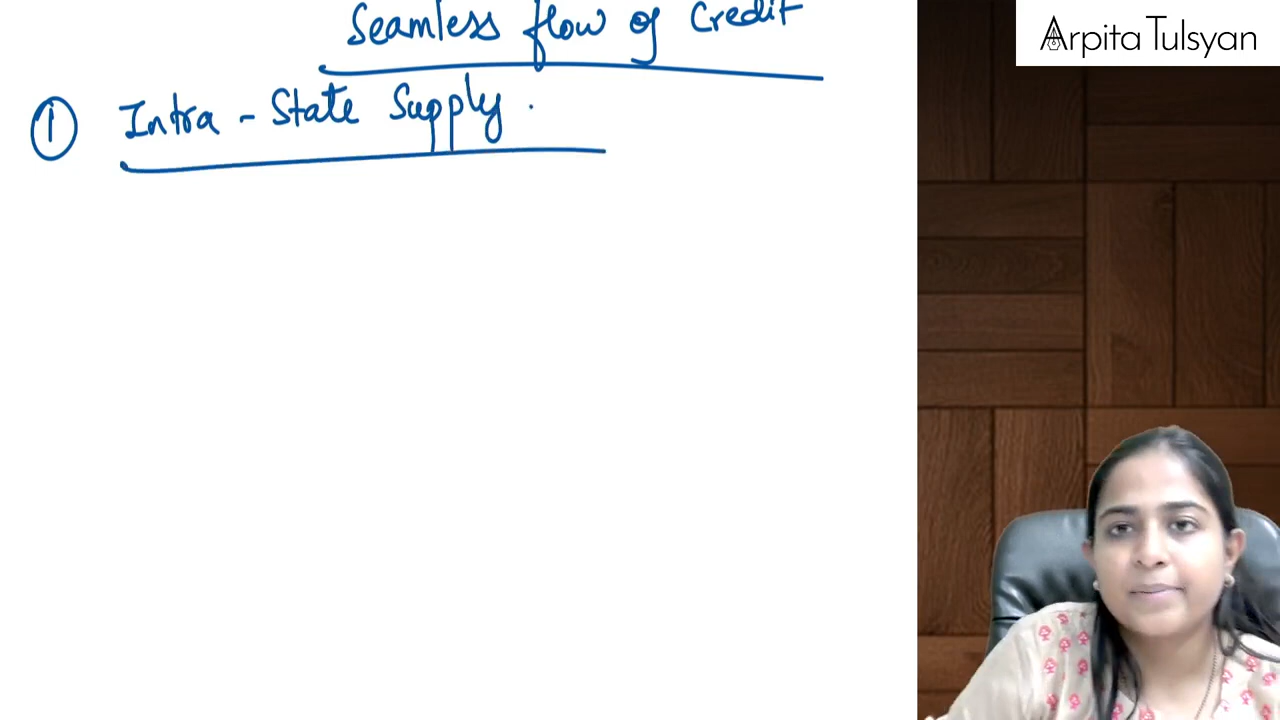 Seamless flow of Credit
① Intra - State Supply .
Arpita Tulsyan